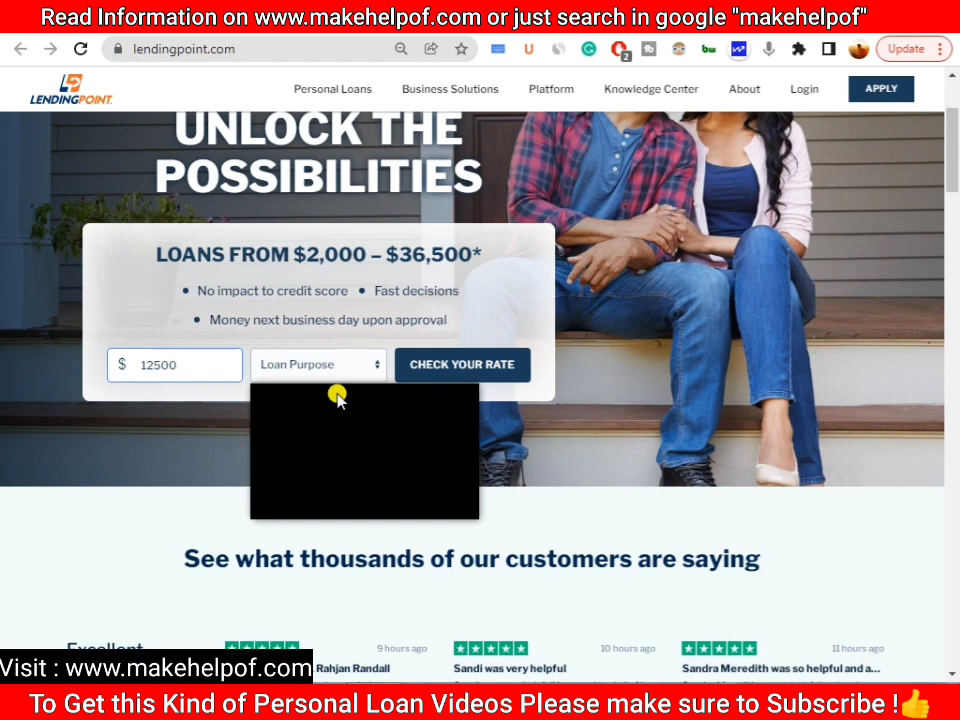 Read Information on www.makehelpof.com or just search in google "makehelpof"
lendingpoint.com
Update
2
LENDINGPOINT.
Personal Loans
Business Solutions
Platform
Knowledge Center
About
Login
APPLY
UNLOCK THE
POSSIBILITIES
LOANS FROM $2,000 – $36,500*
• No impact to credit score • Fast decisions
• Money next business day upon approval
$ 12500
Loan Purpose
CHECK YOUR RATE
See what thousands of our customers are saying
Excellent
9 hours ago
10 hours ago
11 hours ago
Rahjan Randall
Sandi was very helpful
Sandra Meredith was so helpful and a...
Visit : www.makehelpof.com
To Get this Kind of Personal Loan Videos Please make sure to Subscribe !👍